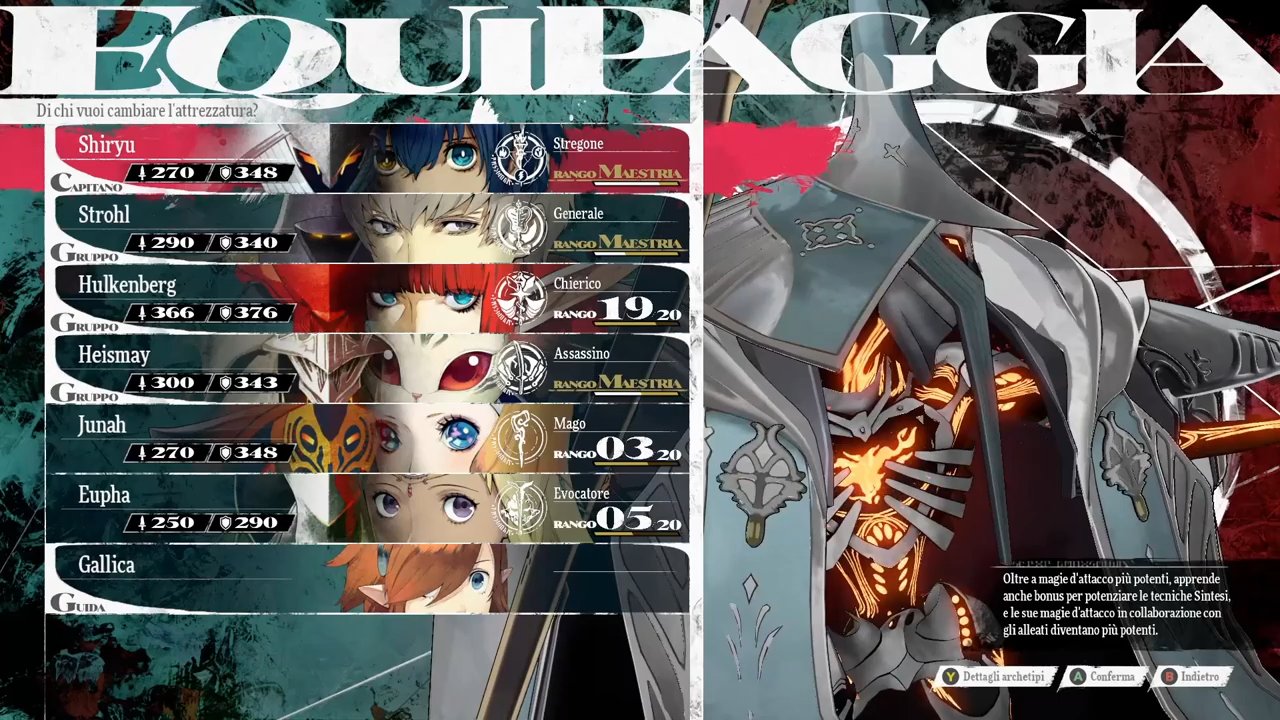 EQUIPAGGIA
Di chi vuoi cambiare l'attrezzatura?
Shiryu
270 348
CAPITANO
Stregone
RANGO MAESTRIA
Strohl
290 340
GRUPPO
Generale
RANGO MAESTRIA
Hulkenberg
366 376
GRUPPO
Chierico
RANGO 19 20
Heismay
300 343
GRUPPO
Assassino
RANGO MAESTRIA
Junah
270 348
Mago
RANGO 03 20
Eupha
250 290
Evocatore
RANGO 05 20
Gallica
GUIDA
Oltre a magie d'attacco più potenti, apprende
anche bonus per potenziare le tecniche Sintesi,
e le sue magie d'attacco in collaborazione con
gli alleati diventano più potenti.
Y Dettagli archetipi A Conferma B Indietro